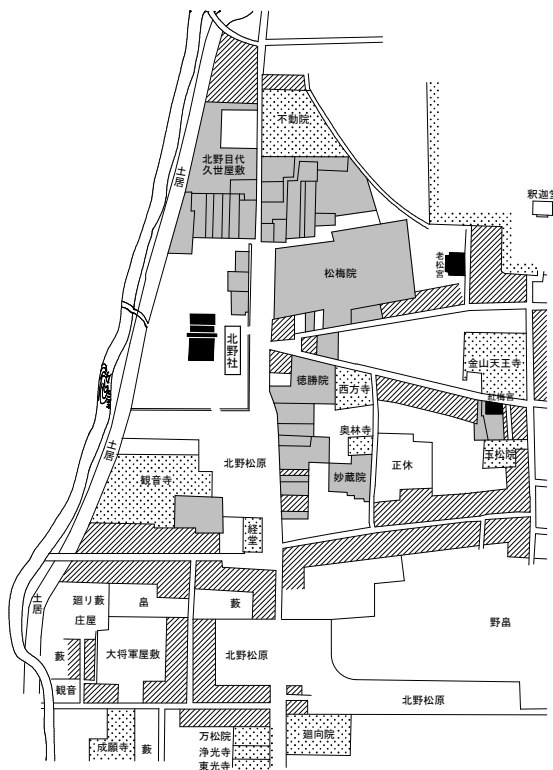 不動院
土居
北野目代
久世屋敷
釈迦堂
松梅院
老松宮
北野社
金山天王寺
徳勝院
西方寺
紅梅宮
奥林寺
玉松院
土居
北野松原
正休
観音寺
妙蔵院
経堂
土居
廻リ藪
畠
藪
庄屋
野畠
藪
大将軍屋敷
北野松原
観音
北野松原
万松院
廻向院
成願寺
藪
浄光寺
東光寺